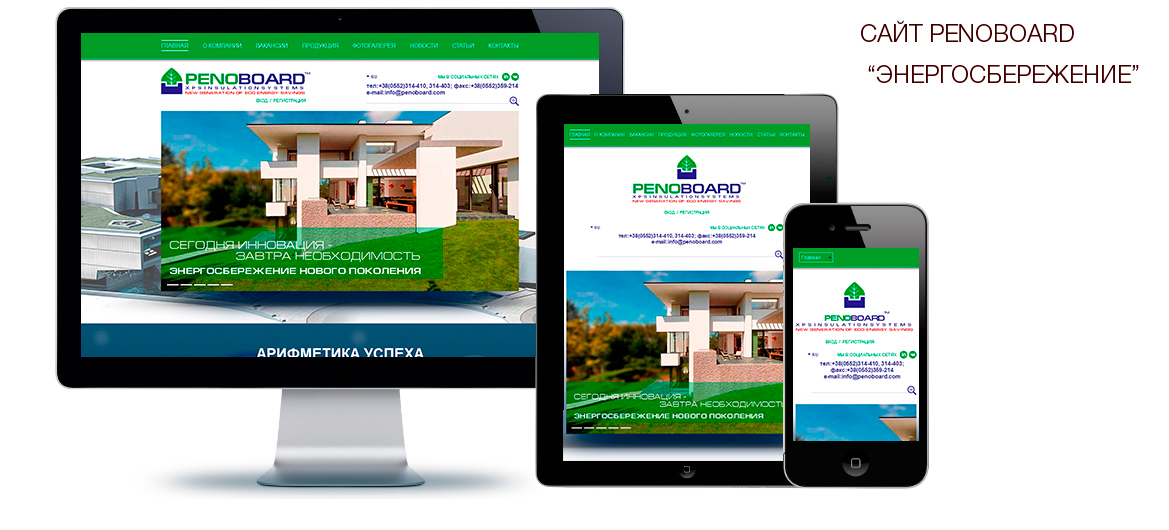 САЙТ PENOBOARD
“ЭНЕРГОСБЕРЕЖЕНИЕ”
ГЛАВНАЯ О КОМПАНИИ ВАКАНСИИ ПРОДУКЦИЯ ФОТОГАЛЕРЕЯ НОВОСТИ СТАТЬИ КОНТАКТЫ
PENOBOARD™
XPSINSULATIONSYSTEMS
NEW GENERATION OF ECO ENERGY SAVINGS
ВХОД / РЕГИСТРАЦИЯ
RU МЫ В СОЦИАЛЬНЫХ СЕТЯХ
тел:+38(0552)314-410, 314-403; факс:+38(0552)359-214
e-mail:info@penoboard.com
СЕГОДНЯ ИННОВАЦИЯ -
ЗАВТРА НЕОБХОДИМОСТЬ
ЭНЕРГОСБЕРЕЖЕНИЕ НОВОГО ПОКОЛЕНИЯ
АРИФМЕТИКА УСПЕХА
ГЛАВНАЯ О КОМПАНИИ ВАКАНСИИ ПРОДУКЦИЯ ФОТОГАЛЕРЕЯ НОВОСТИ СТАТЬИ КОНТАКТЫ
PENOBOARD™
XPSINSULATIONSYSTEMS
NEW GENERATION OF ECO ENERGY SAVINGS
ВХОД / РЕГИСТРАЦИЯ
RU МЫ В СОЦИАЛЬНЫХ СЕТЯХ
тел:+38(0552)314-410, 314-403; факс:+38(0552)359-214
e-mail:info@penoboard.com
СЕГОДНЯ ИННОВАЦИЯ -
ЗАВТРА НЕОБХОДИМОСТЬ
ЭНЕРГОСБЕРЕЖЕНИЕ НОВОГО ПОКОЛЕНИЯ
Главная
PENOBOARD™
XPSINSULATIONSYSTEMS
NEW GENERATION OF ECO ENERGY SAVINGS
ВХОД / РЕГИСТРАЦИЯ
RU МЫ В СОЦИАЛЬНЫХ СЕТЯХ
тел:+38(0552)314-410, 314-403;
факс:+38(0552)359-214
e-mail:info@penoboard.com